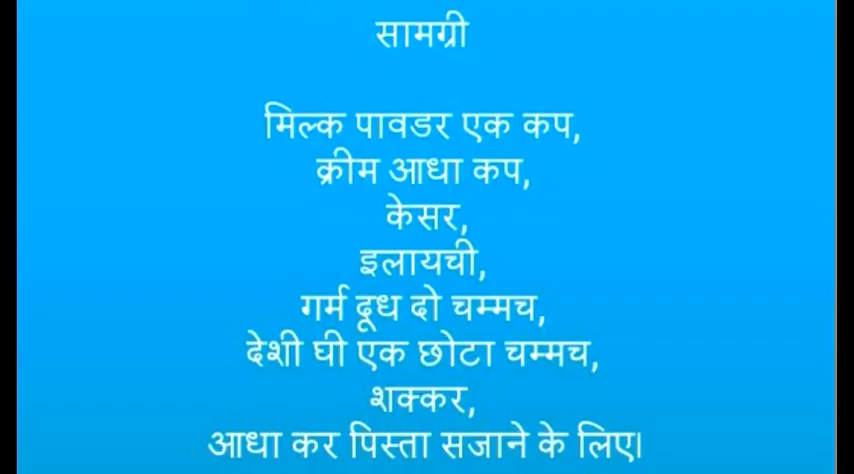 सामग्री
मिल्क पावडर एक कप,
क्रीम आधा कप,
केसर,
इलायची,
गर्म दूध दो चम्मच,
देशी घी एक छोटा चम्मच,
शक्कर,
आधा कर पिस्ता सजाने के लिए।